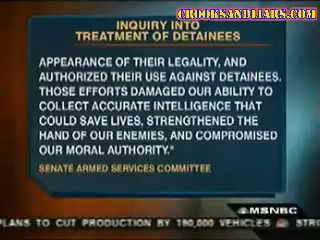 CROOKSANDLIARS.COM
INQUIRY INTO
TREATMENT OF DETAINEES
APPEARANCE OF THEIR LEGALITY, AND
AUTHORIZED THEIR USE AGAINST DETAINEES.
THOSE EFFORTS DAMAGED OUR ABILITY TO
COLLECT ACCURATE INTELLIGENCE THAT
COULD SAVE LIVES, STRENGTHENED THE
HAND OF OUR ENEMIES, AND COMPROMISED
OUR MORAL AUTHORITY."
SENATE ARMED SERVICES COMMITTEE
MSNBC
PLANS TO CUT PRODUCTION BY 190,000 VEHICLES